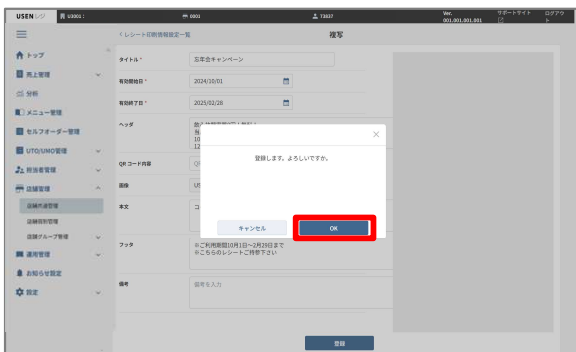 USEN レジ
U3001 :
0001
T3937
Ver.
001.001.001.001
サポートサイト
ログアウト
< レシート印刷情報設定一覧
複写
トップ
売上管理
分析
メニュー管理
セルフオーダー管理
UTO/UMO管理
担当者管理
店舗管理
店舗共通管理
店舗個別管理
店舗グループ管理
運用管理
お知らせ設定
設定
タイトル *
忘年会キャンペーン
有効開始日 *
2024/10/01
有効終了日 *
2025/02/28
ヘッダ
10
12
QR コード内容
QR
画像
US
本文
コ
フッタ
※ご利用期間10月1日～2月29日まで
※こちらのレシートご持参下さい
備考
備考を入力
登録します。よろしいですか。
キャンセル
OK
登録